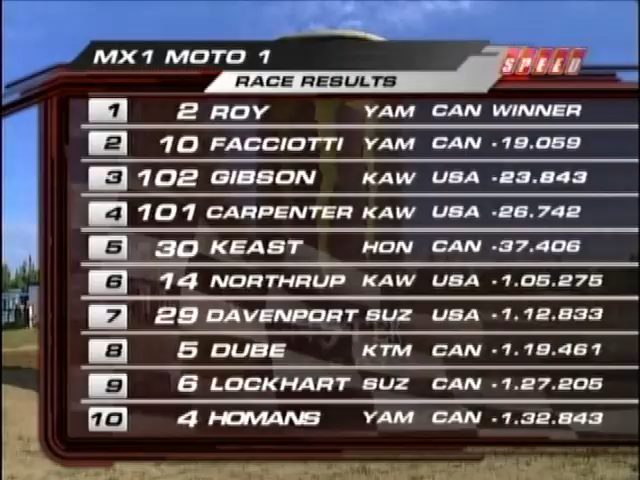 MX1 MOTO 1
SPEED
RACE RESULTS
1 2 ROY YAM CAN WINNER
2 10 FACCIOTTI YAM CAN -19.059
3 102 GIBSON KAW USA -23.843
4 101 CARPENTER KAW USA -26.742
5 30 KEAST HON CAN -37.406
6 14 NORTHRUP KAW USA -1.05.275
7 29 DAVENPORT SUZ USA -1.12.833
8 5 DUBE KTM CAN -1.19.461
9 6 LOCKHART SUZ CAN -1.27.205
10 4 HOMANS YAM CAN -1.32.843